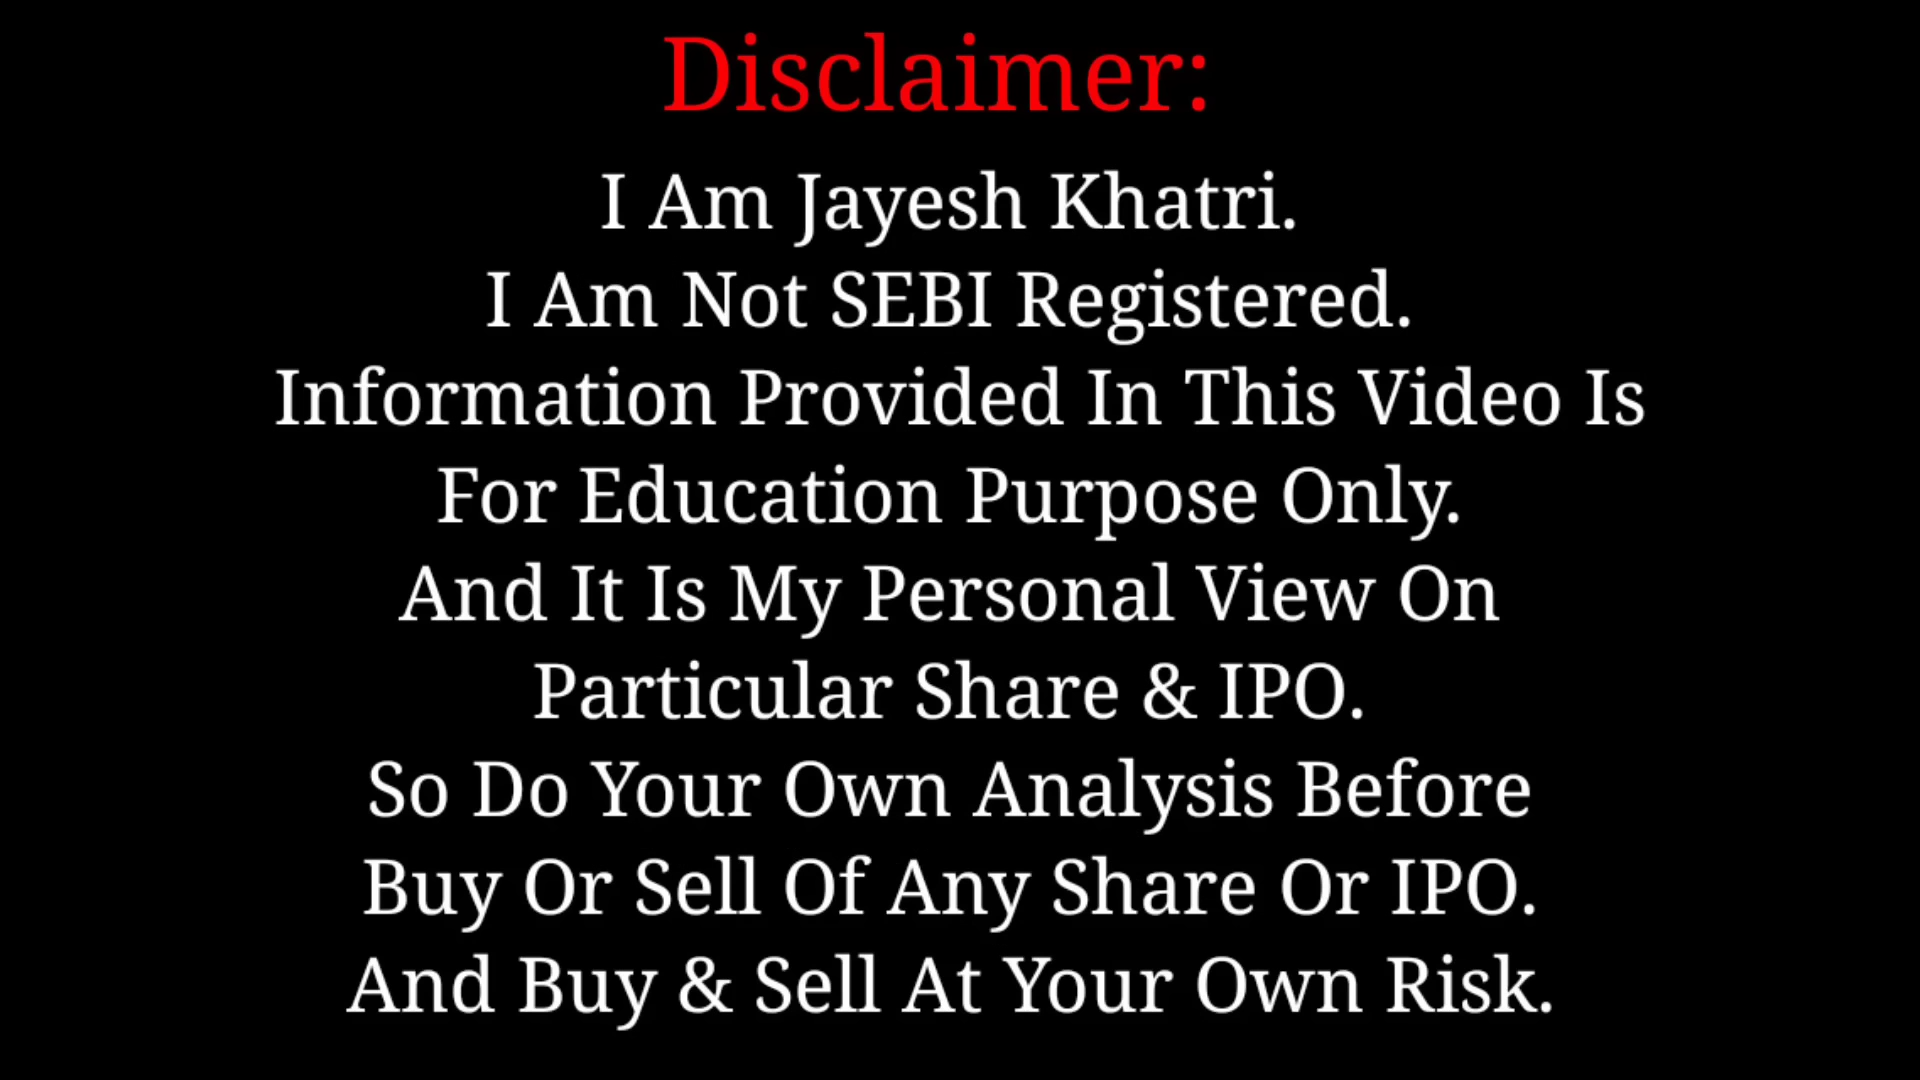 Disclaimer:
I Am Jayesh Khatri.
I Am Not SEBI Registered.
Information Provided In This Video Is
For Education Purpose Only.
And It Is My Personal View On
Particular Share & IPO.
So Do Your Own Analysis Before
Buy Or Sell Of Any Share Or IPO.
And Buy & Sell At Your Own Risk.